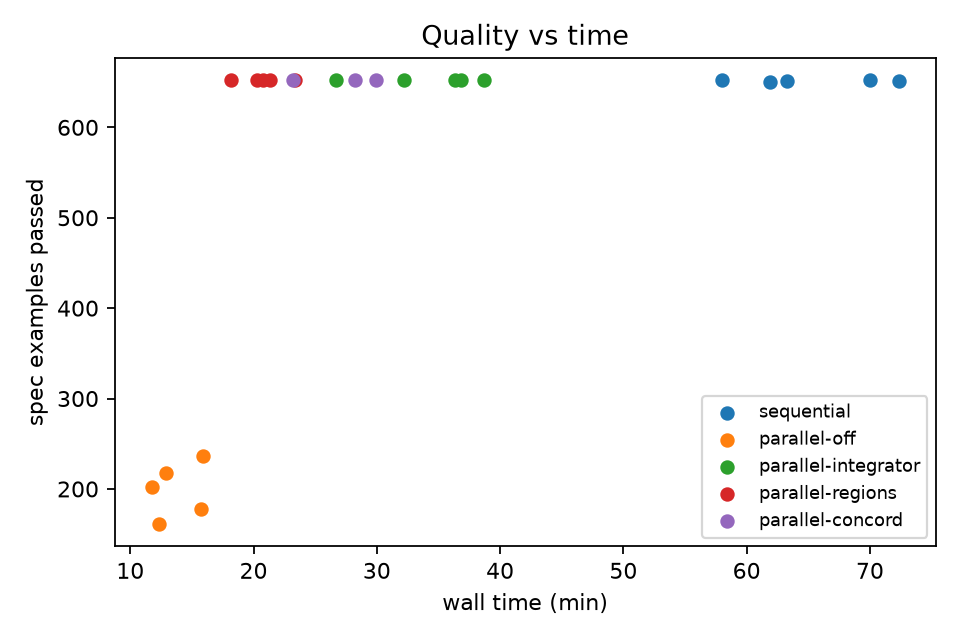 Quality vs time
spec examples passed
600
500
400
300
200
10 20 30 40 50 60 70
wall time (min)
sequential
parallel-off
parallel-integrator
parallel-regions
parallel-concord